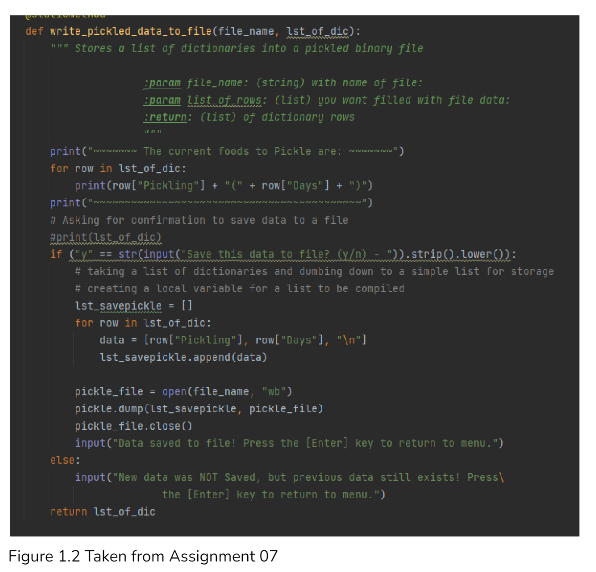 @staticmethod
def write_pickled_data_to_file(file_name, lst_of_dic):
""" Stores a list of dictionaries into a pickled binary file
:param file_name: (string) with name of file:
:param list_of_rows: (list) you want filled with file data:
:return: (list) of dictionary rows
"""
print("~~~~~~~ The current foods to Pickle are: ~~~~~~~")
for row in lst_of_dic:
print(row["Pickling"] + "(" + row["Days"] + ")")
print("~~~~~~~~~~~~~~~~~~~~~~~~~~~~~~~~~~~~~~~~~~~")
# Asking for confirmation to save data to a file
#print(lst_of_dic)
if ("y" == str(input("Save this data to file? (y/n) - ")).strip().lower()):
# taking a list of dictionaries and dumbing down to a simple list for storage
# creating a local variable for a list to be compiled
lst_savepickle = []
for row in lst_of_dic:
data = [row["Pickling"], row["Days"], "\n"]
lst_savepickle.append(data)
pickle_file = open(file_name, "wb")
pickle.dump(lst_savepickle, pickle_file)
pickle_file.close()
input("Data saved to file! Press the [Enter] key to return to menu.")
else:
input("New data was NOT Saved, but previous data still exists! Press\
the [Enter] key to return to menu.")
return lst_of_dic
Figure 1.2 Taken from Assignment 07